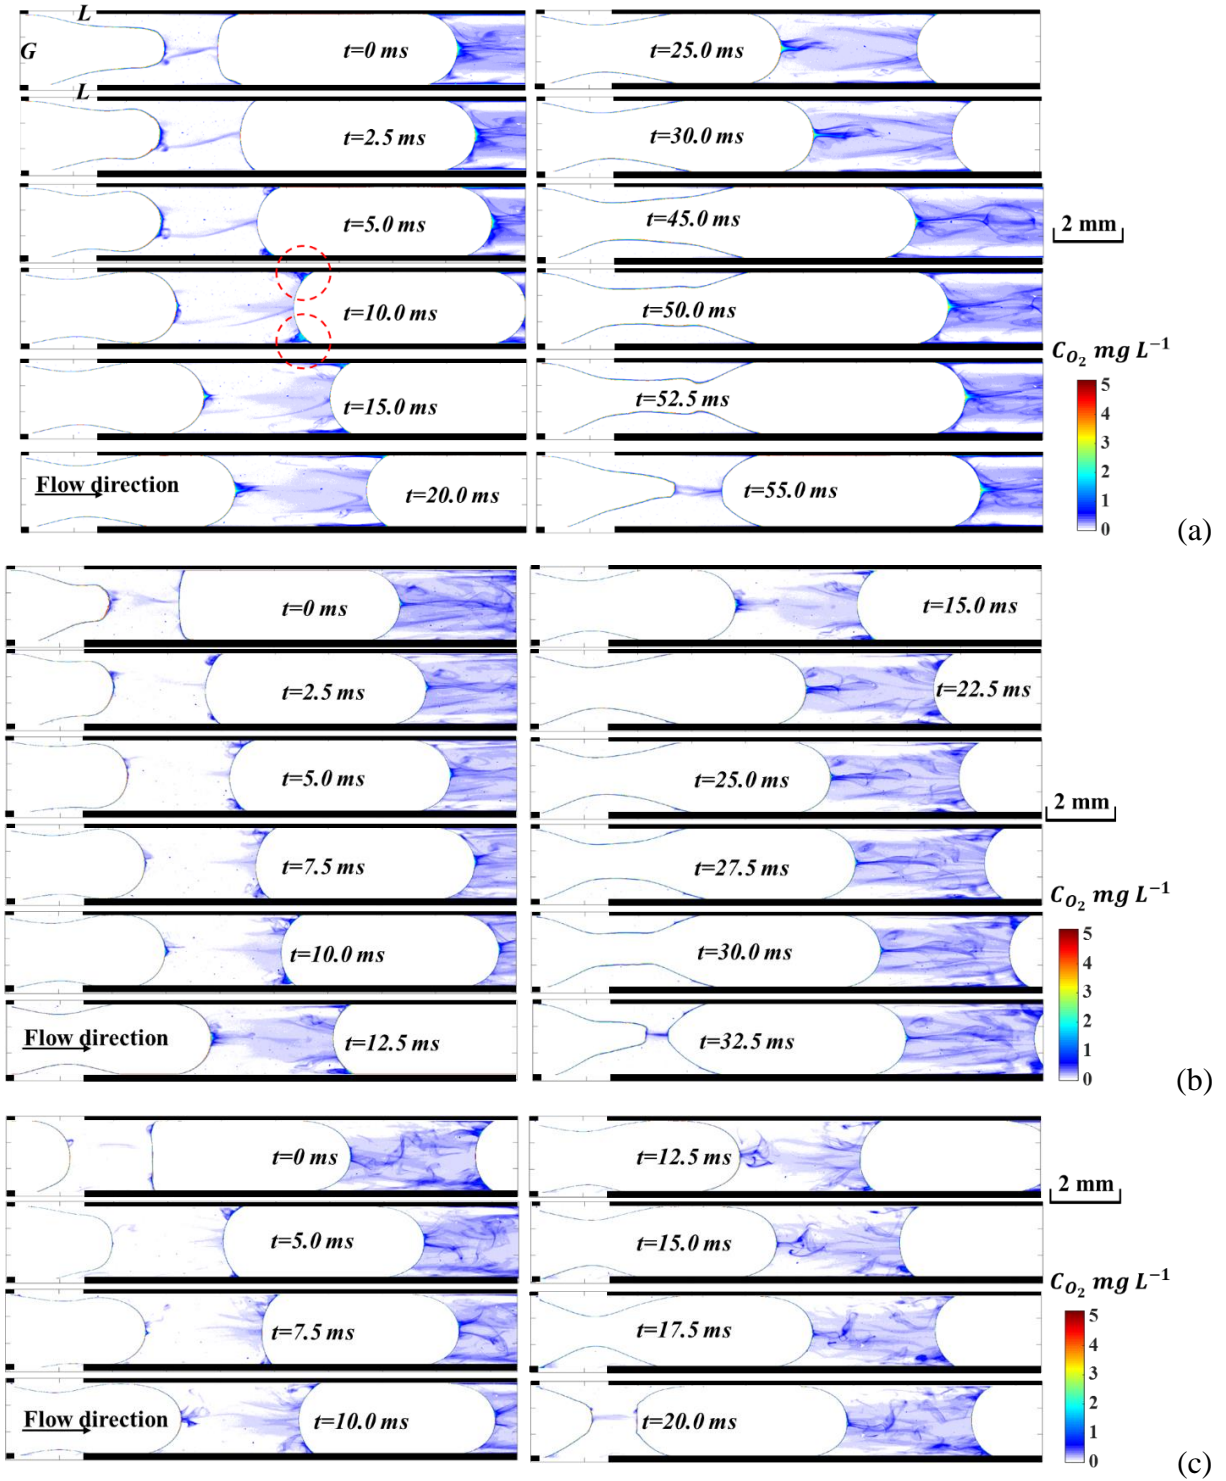 L
G
L
t=0 ms
t=2.5 ms
t=5.0 ms
t=10.0 ms
t=15.0 ms
Flow direction
t=20.0 ms
t=25.0 ms
t=30.0 ms
t=45.0 ms
t=50.0 ms
t=52.5 ms
t=55.0 ms
2 mm
C_{O_2} mg L^{-1}
5
4
3
2
1
0
(a)
t=0 ms
t=2.5 ms
t=5.0 ms
t=7.5 ms
t=10.0 ms
Flow direction
t=12.5 ms
t=15.0 ms
t=22.5 ms
t=25.0 ms
t=27.5 ms
t=30.0 ms
t=32.5 ms
2 mm
C_{O_2} mg L^{-1}
5
4
3
2
1
0
(b)
t=0 ms
t=5.0 ms
t=7.5 ms
Flow direction
t=10.0 ms
t=12.5 ms
t=15.0 ms
t=17.5 ms
t=20.0 ms
2 mm
C_{O_2} mg L^{-1}
5
4
3
2
1
0
(c)